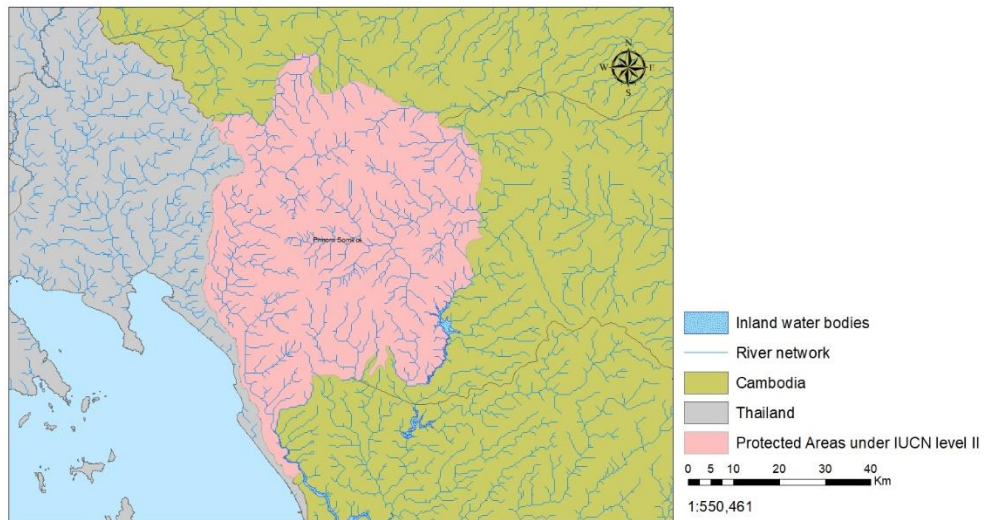 N
W E
S
Inland water bodies
River network
Cambodia
Thailand
Protected Areas under IUCN level II
0 5 10 20 30 40
Km
1:550,461